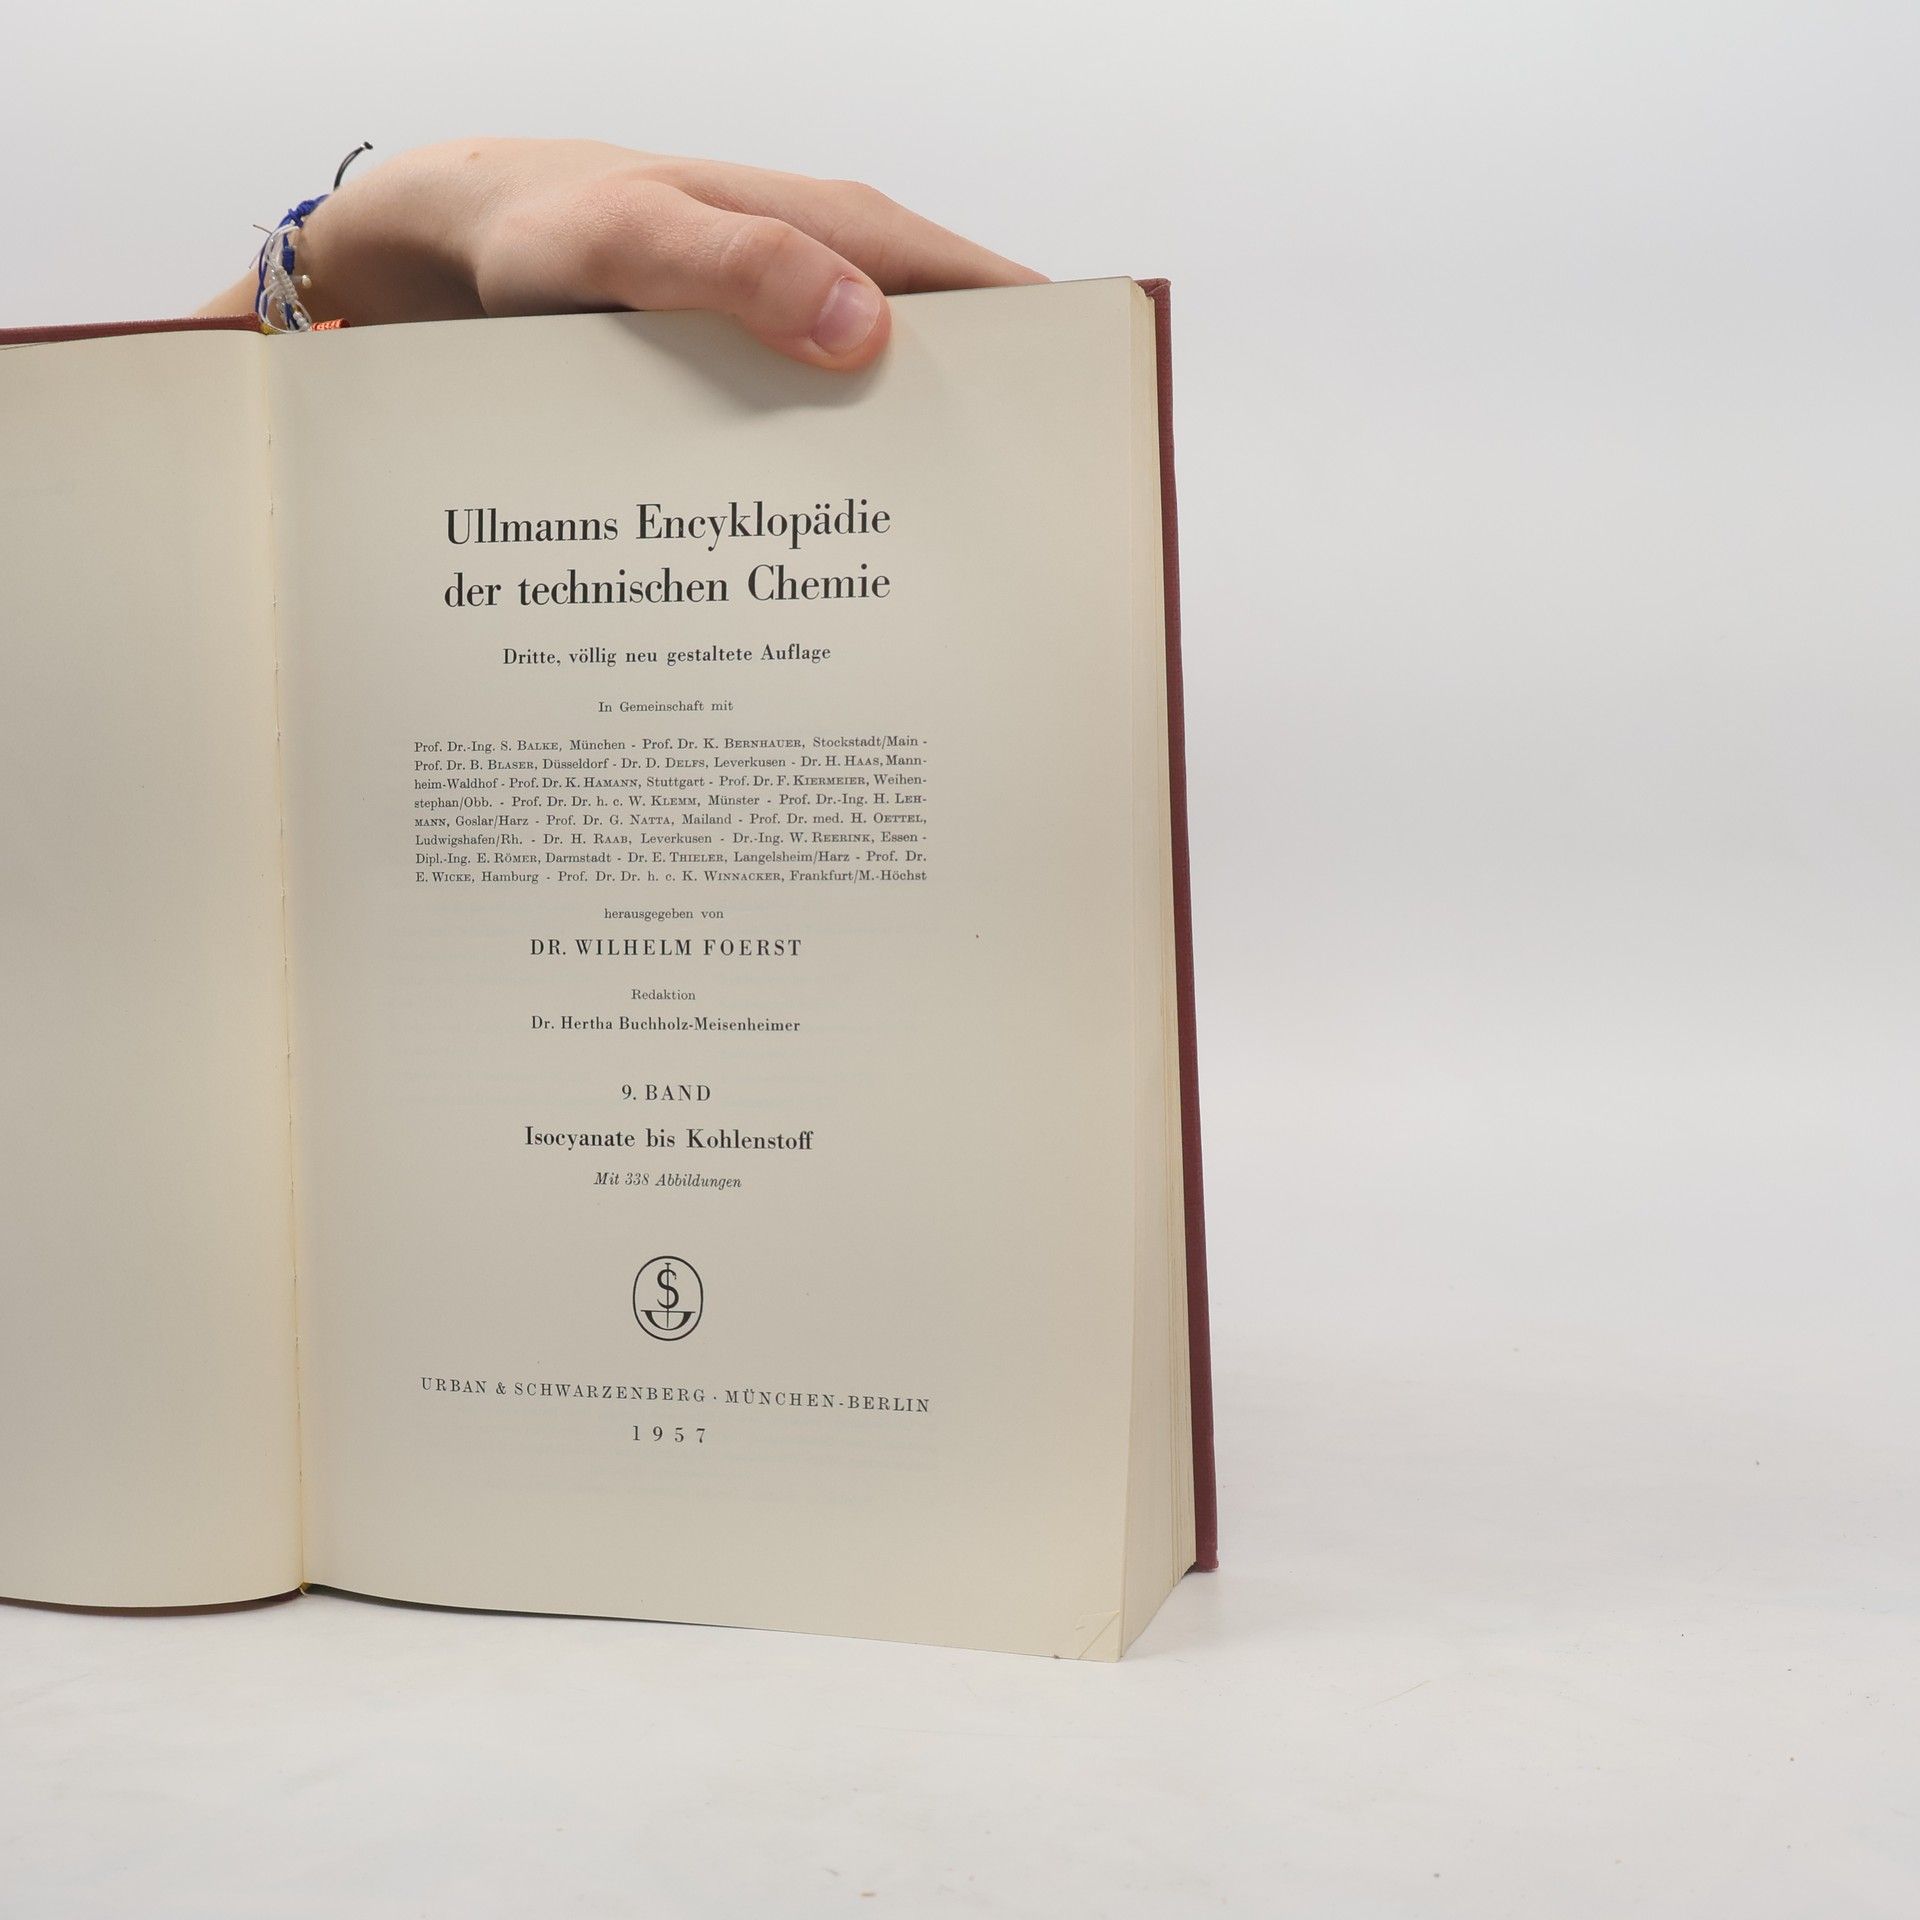 Ullmanns Encyklopädie
der technischen Chemie
Dritte, völlig neu gestaltete Auflage
In Gemeinschaft mit
Prof. Dr.-Ing. S. BALKE, München - Prof. Dr. K. BERNHAUER, Stockstadt/Main -
Prof. Dr. B. BLASER, Düsseldorf - Dr. D. DELFS, Leverkusen - Dr. H. HAAS, Mann-
heim-Waldhof - Prof. Dr. K. HAMANN, Stuttgart - Prof. Dr. F. KIERMEIER, Weihen-
stephan/Obb. - Prof. Dr. Dr. h. c. W. KLEMM, Münster - Prof. Dr.-Ing. H. LEH-
MANN, Goslar/Harz - Prof. Dr. G. NATTA, Mailand - Prof. Dr. med. H. OETTEL,
Ludwigshafen/Rh. - Dr. H. RAAB, Leverkusen - Dr.-Ing. W. REERINK, Essen -
Dipl.-Ing. E. RÖMER, Darmstadt - Dr. E. THIELER, Langelsheim/Harz - Prof. Dr.
E. WICKE, Hamburg - Prof. Dr. Dr. h. c. K. WINNACKER, Frankfurt/M.-Höchst
herausgegeben von
DR. WILHELM FOERST
Redaktion
Dr. Hertha Buchholz-Meisenheimer
9. BAND
Isocyanate bis Kohlenstoff
Mit 338 Abbildungen
URBAN & SCHWARZENBERG · MÜNCHEN-BERLIN
1957